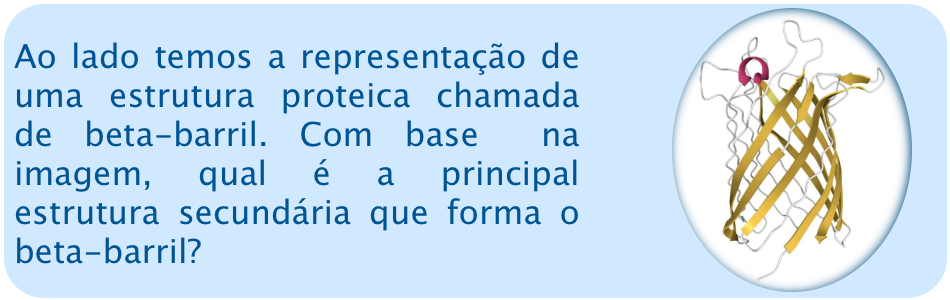 Ao lado temos a representação de
uma estrutura proteica chamada
de beta-barril. Com base na
imagem, qual é a principal
estrutura secundária que forma o
beta-barril?